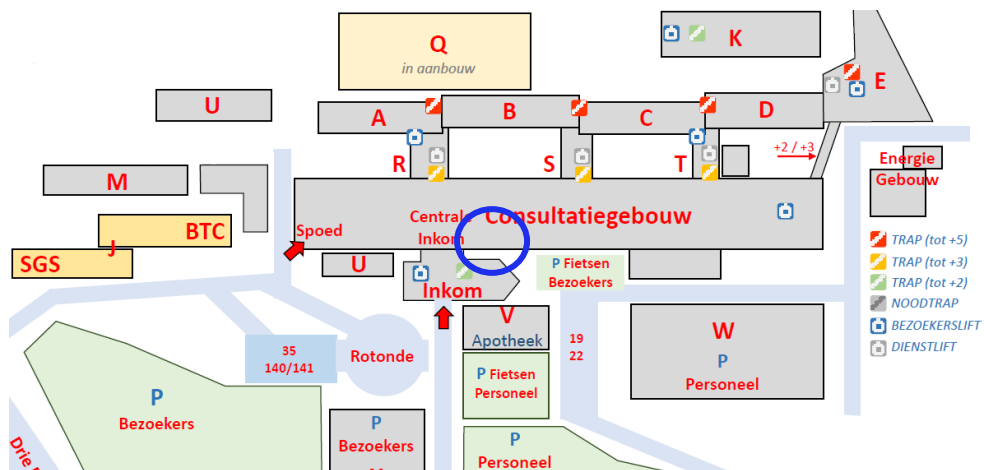 Q
in aanbouw
K
E
U
A
B
C
D
R
S
T
+2 / +3
Energie
Gebouw
M
Centrale
Inkom
Consultatiegebouw
Spoed
BTC
J
SGS
U
Inkom
P Fietsen
Bezoekers
TRAP (tot +5)
TRAP (tot +3)
TRAP (tot +2)
NOODTRAP
BEZOEKERSLIFT
DIENSTLIFT
V
Apotheek
19
22
W
P
Personeel
35
140/141
Rotonde
P Fietsen
Personeel
P
Bezoekers
P
Bezoekers
P
Personeel
Drie